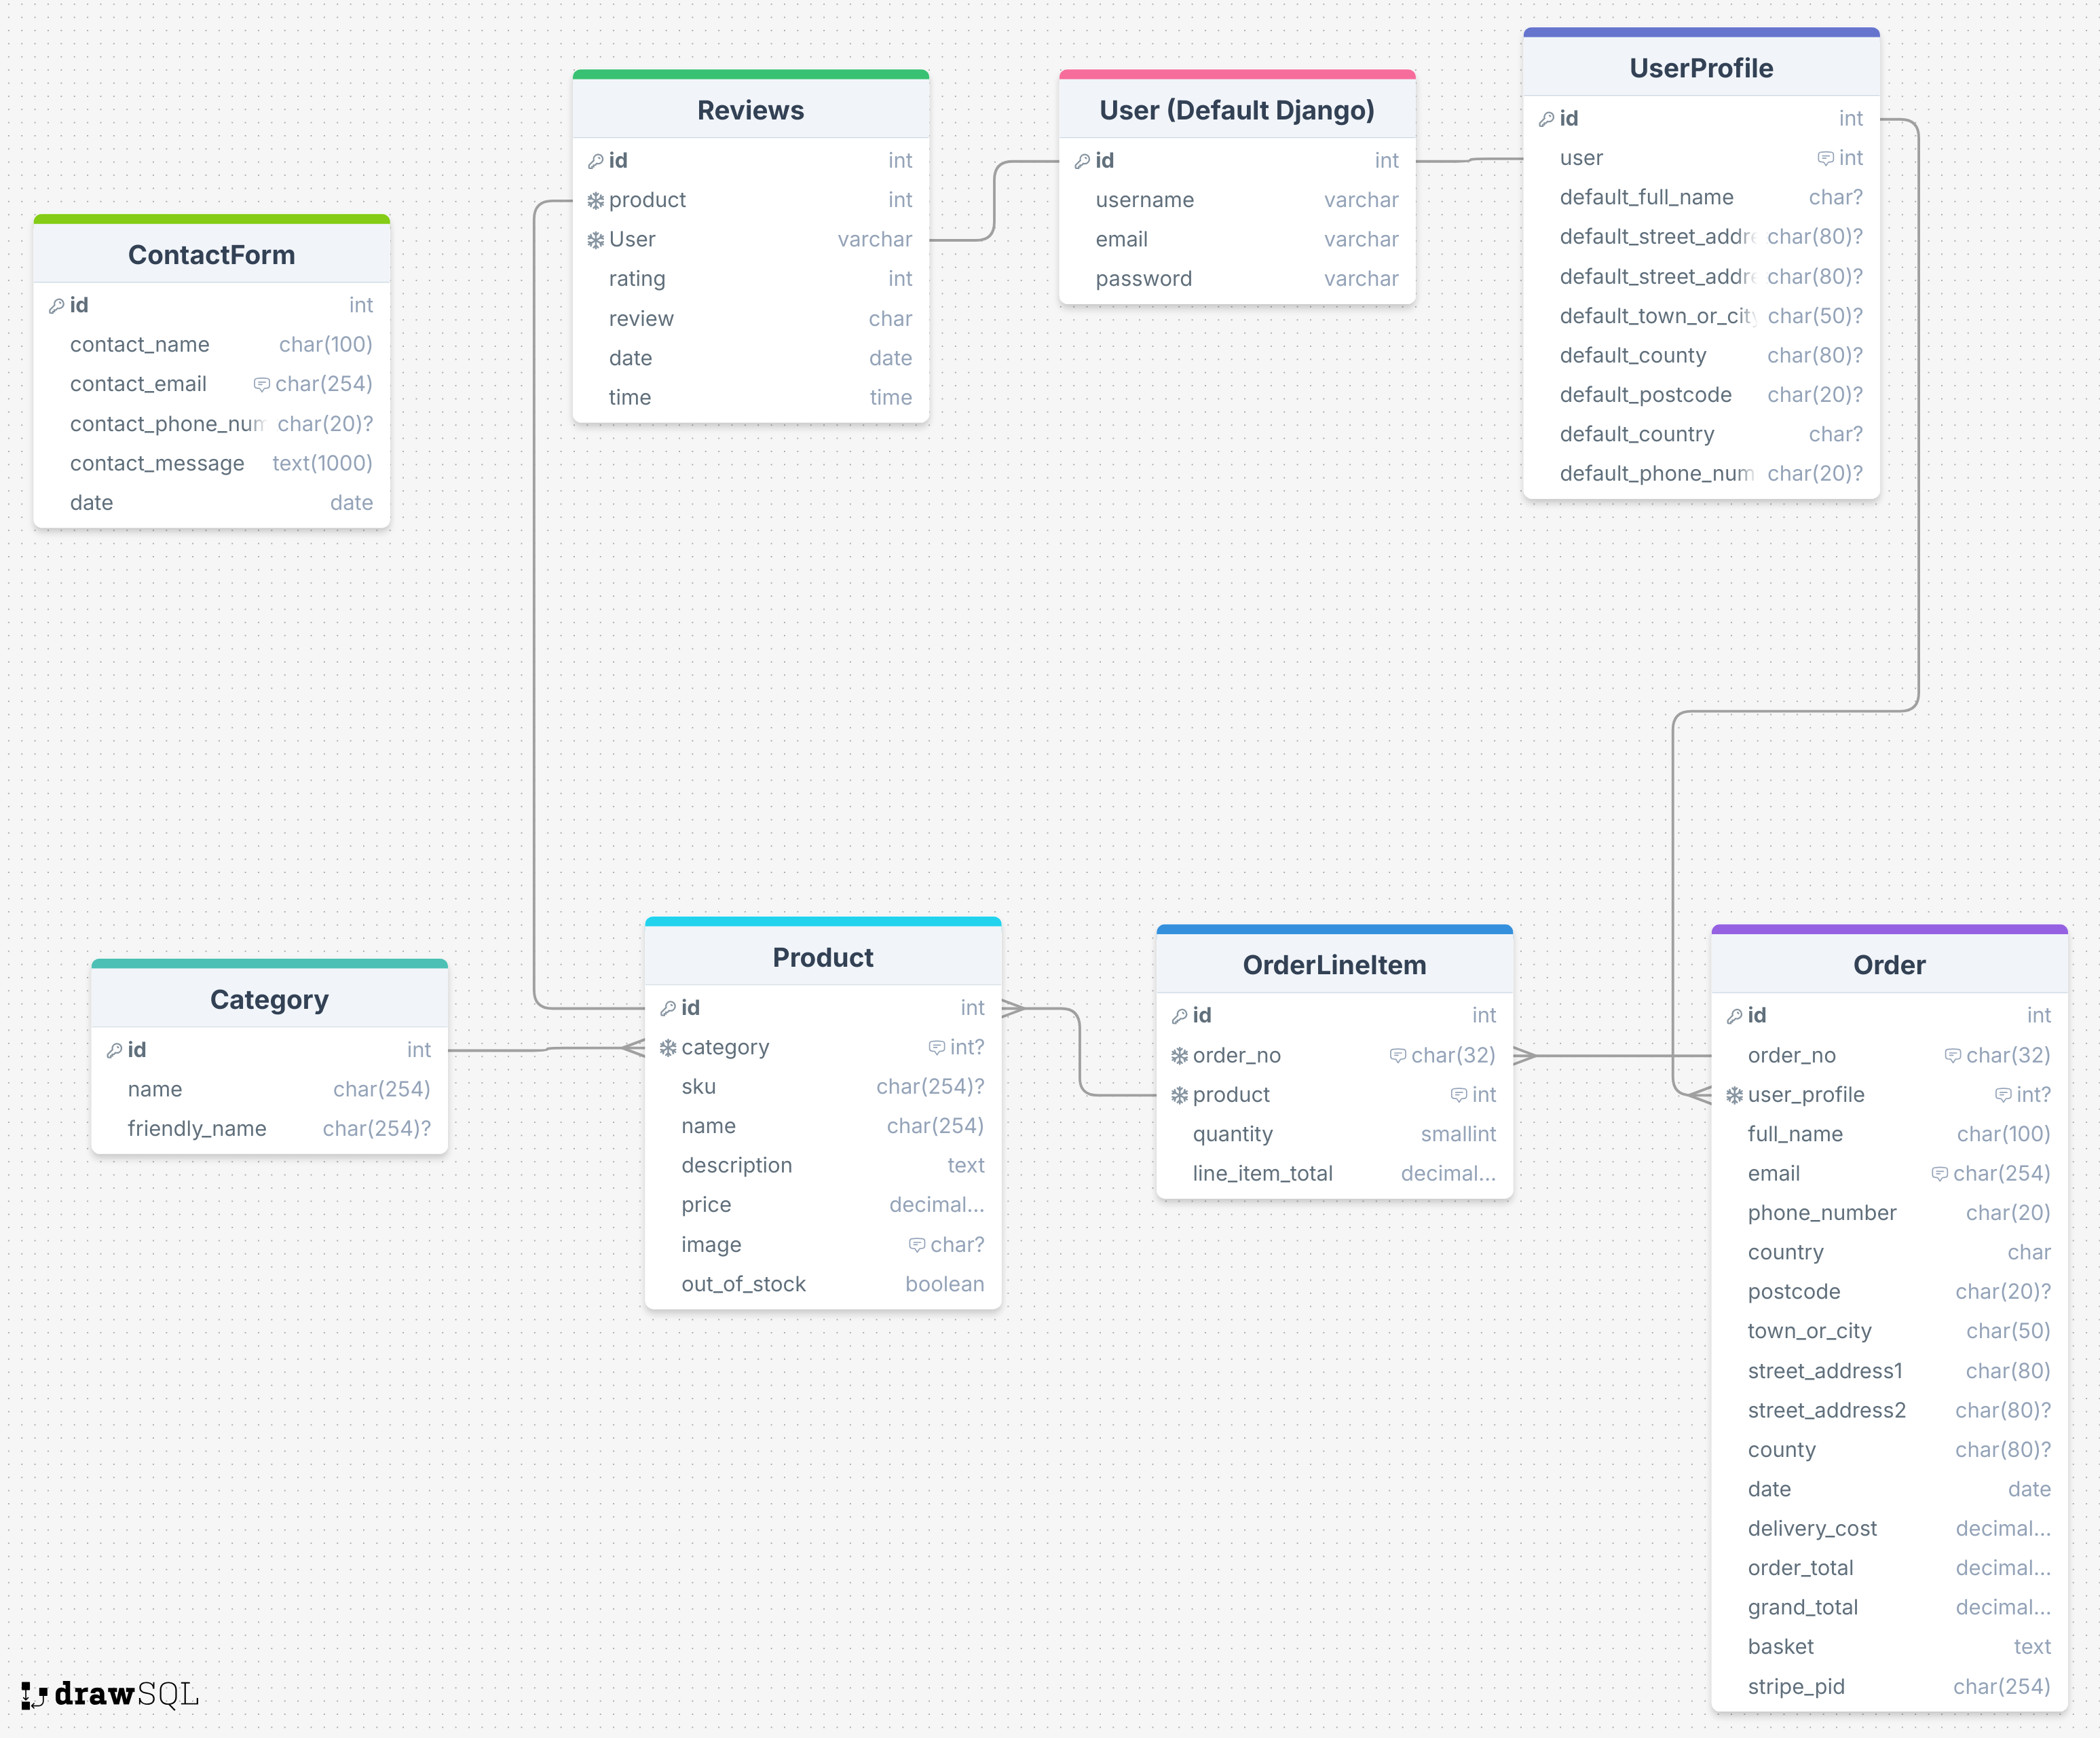 UserProfile
id int
user int
default_full_name char?
default_street_addre char(80)?
default_street_addre char(80)?
default_town_or_city char(50)?
default_county char(80)?
default_postcode char(20)?
default_country char?
default_phone_num char(20)?
Reviews
id int
product int
User varchar
rating int
review char
date date
time time
User (Default Django)
id int
username varchar
email varchar
password varchar
ContactForm
id int
contact_name char(100)
contact_email char(254)
contact_phone_num char(20)?
contact_message text(1000)
date date
Category
id int
name char(254)
friendly_name char(254)?
Product
id int
category int?
sku char(254)?
name char(254)
description text
price decimal...
image char?
out_of_stock boolean
OrderLineItem
id int
order_no char(32)
product int
quantity smallint
line_item_total decimal...
Order
id int
order_no char(32)
user_profile int?
full_name char(100)
email char(254)
phone_number char(20)
country char
postcode char(20)?
town_or_city char(50)
street_address1 char(80)
street_address2 char(80)?
county char(80)?
date date
delivery_cost decimal...
order_total decimal...
grand_total decimal...
basket text
stripe_pid char(254)
drawSQL